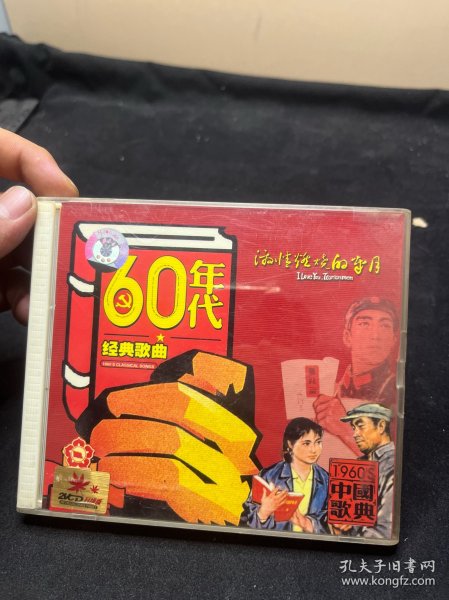 激情燃烧的岁月
I Love You, Tearsmomen
60年代
经典歌曲
1960'S CLASSICAL SONGS
1960S
中國
歌典
2VCD
孔夫子旧书网
www.kongfz.com